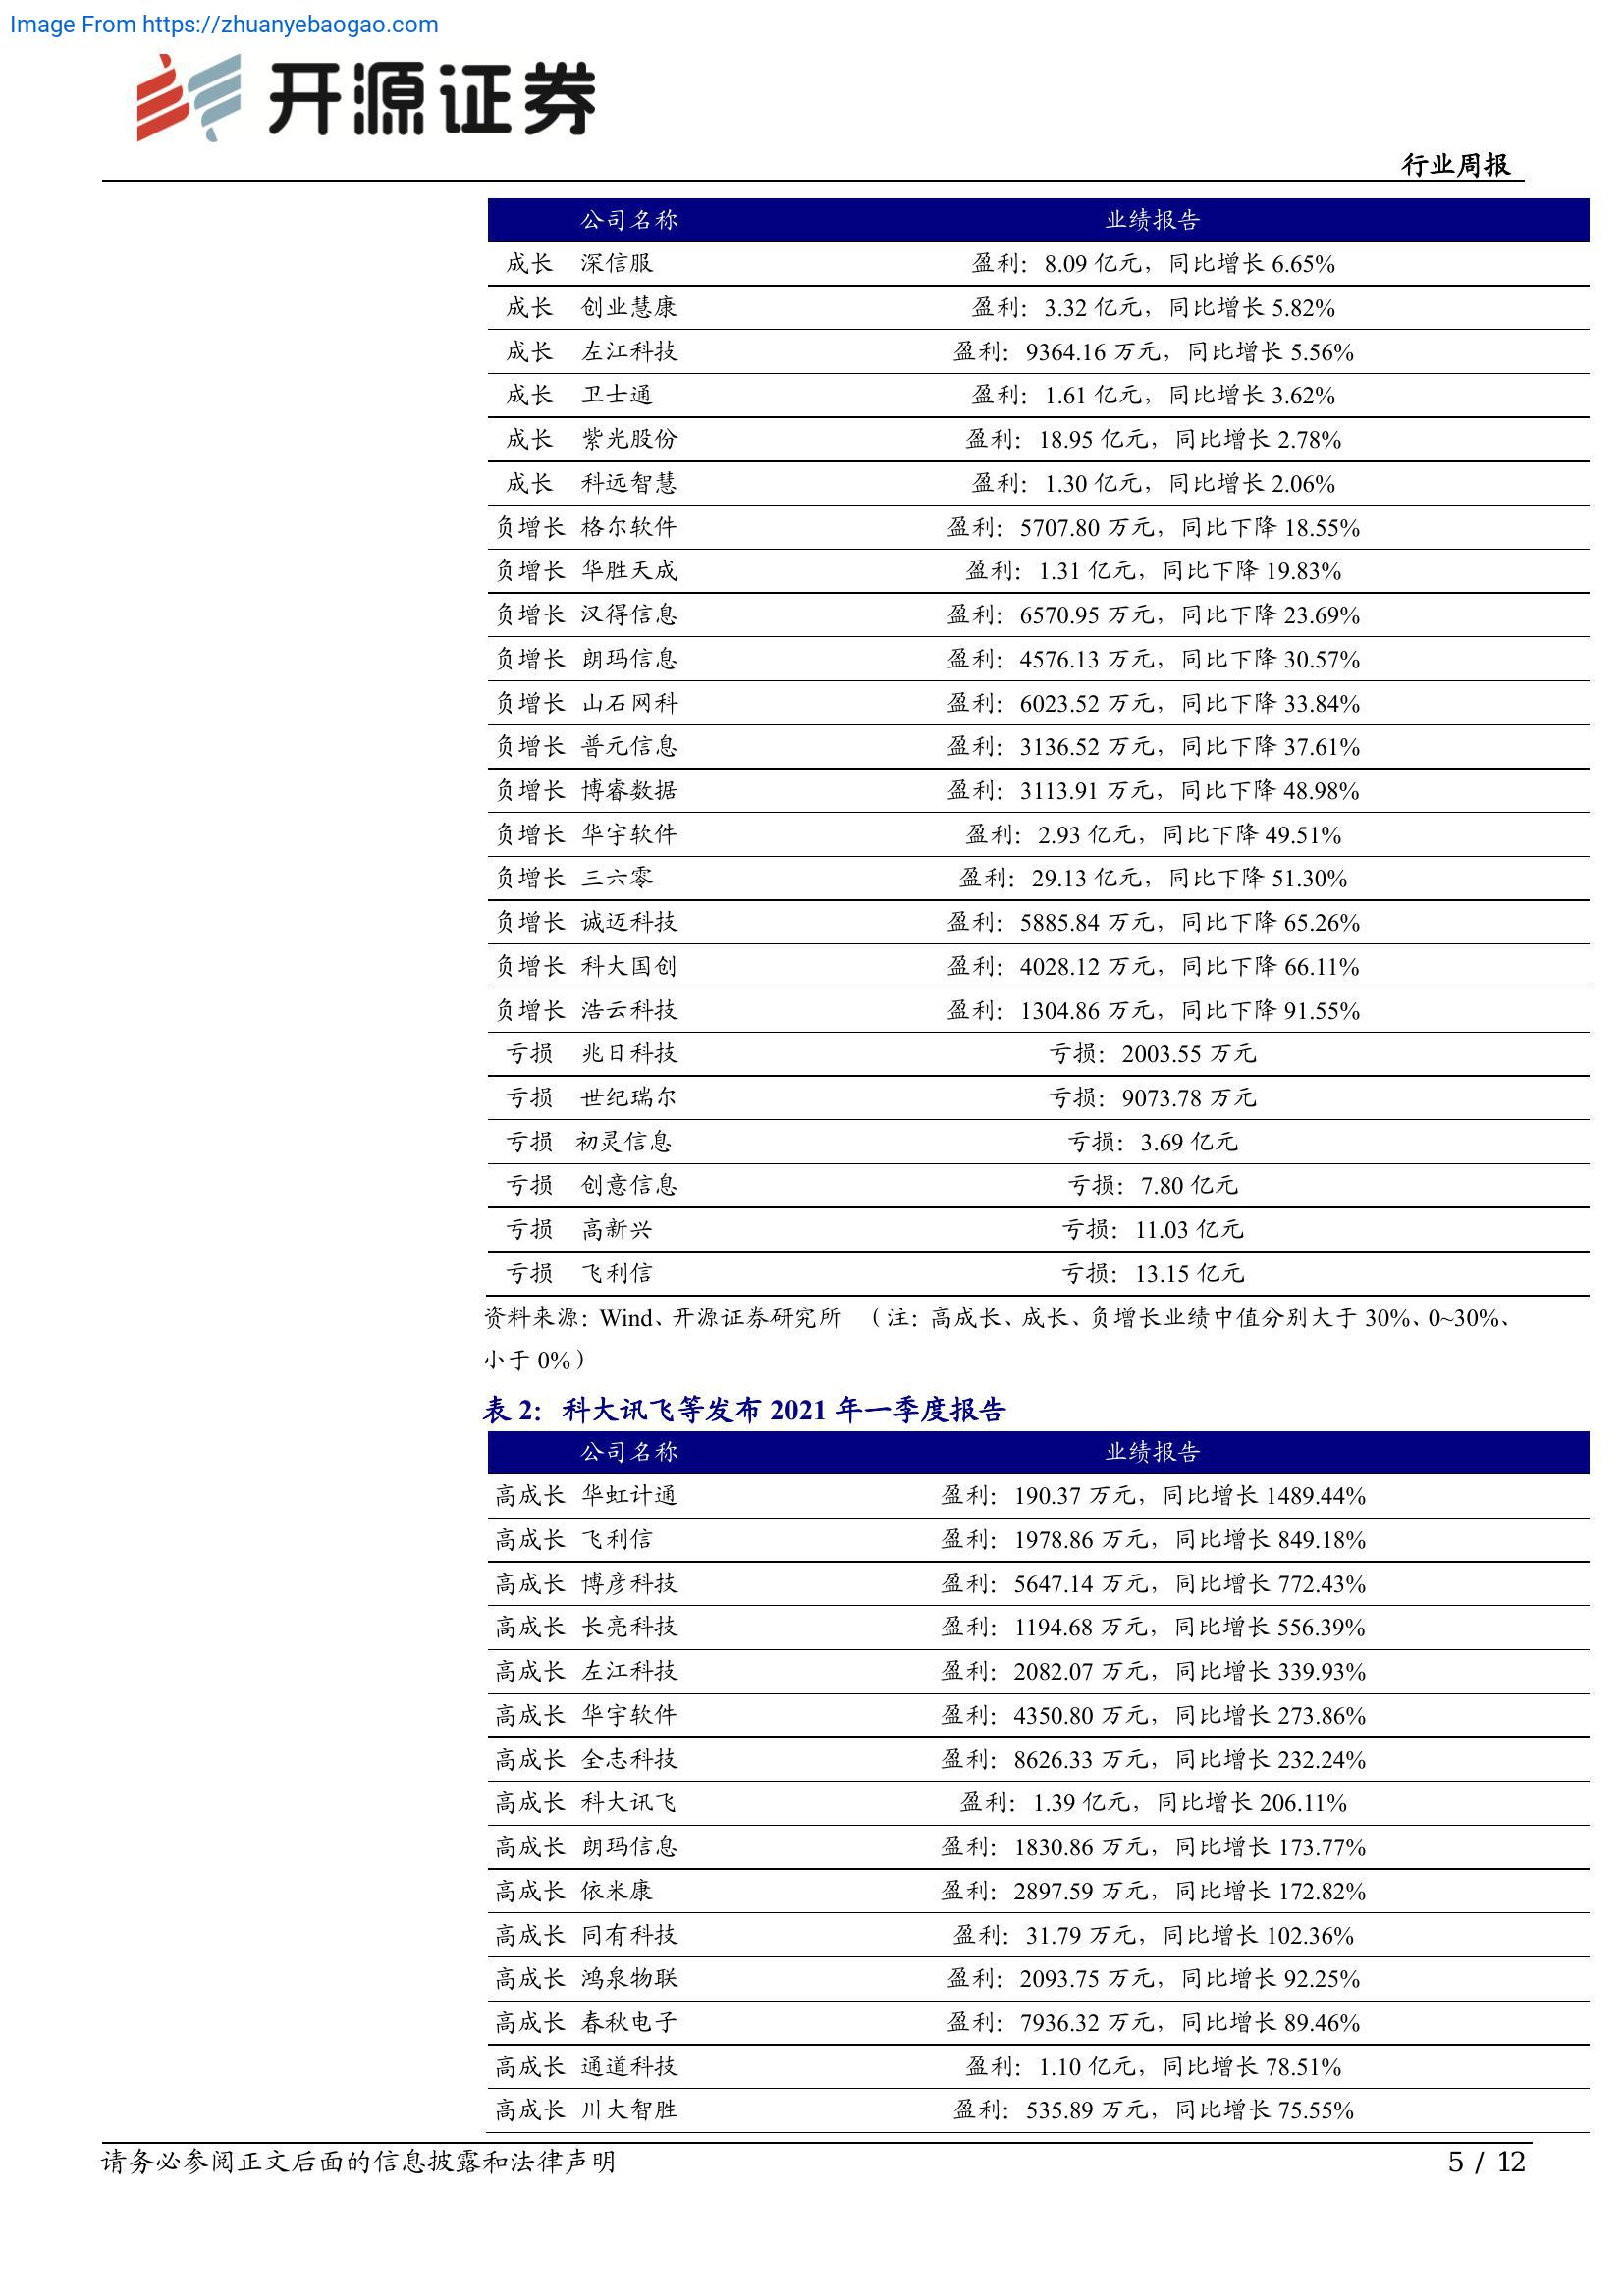 Image From https://zhuanyebaogao.com
开源证券
行业周报
公司名称 业绩报告
成长 深信服 盈利：8.09 亿元，同比增长 6.65%
成长 创业慧康 盈利：3.32 亿元，同比增长 5.82%
成长 左江科技 盈利：9364.16 万元，同比增长 5.56%
成长 卫士通 盈利：1.61 亿元，同比增长 3.62%
成长 紫光股份 盈利：18.95 亿元，同比增长 2.78%
成长 科远智慧 盈利：1.30 亿元，同比增长 2.06%
负增长 格尔软件 盈利：5707.80 万元，同比下降 18.55%
负增长 华胜天成 盈利：1.31 亿元，同比下降 19.83%
负增长 汉得信息 盈利：6570.95 万元，同比下降 23.69%
负增长 朗玛信息 盈利：4576.13 万元，同比下降 30.57%
负增长 山石网科 盈利：6023.52 万元，同比下降 33.84%
负增长 普元信息 盈利：3136.52 万元，同比下降 37.61%
负增长 博睿数据 盈利：3113.91 万元，同比下降 48.98%
负增长 华宇软件 盈利：2.93 亿元，同比下降 49.51%
负增长 三六零 盈利：29.13 亿元，同比下降 51.30%
负增长 诚迈科技 盈利：5885.84 万元，同比下降 65.26%
负增长 科大国创 盈利：4028.12 万元，同比下降 66.11%
负增长 浩云科技 盈利：1304.86 万元，同比下降 91.55%
亏损 兆日科技 亏损：2003.55 万元
亏损 世纪瑞尔 亏损：9073.78 万元
亏损 初灵信息 亏损：3.69 亿元
亏损 创意信息 亏损：7.80 亿元
亏损 高新兴 亏损：11.03 亿元
亏损 飞利信 亏损：13.15 亿元
资料来源：Wind、开源证券研究所 （注：高成长、成长、负增长业绩中值分别大于 30%、0~30%、
小于 0%）
表 2：科大讯飞等发布 2021 年一季度报告
公司名称 业绩报告
高成长 华虹计通 盈利：190.37 万元，同比增长 1489.44%
高成长 飞利信 盈利：1978.86 万元，同比增长 849.18%
高成长 博彦科技 盈利：5647.14 万元，同比增长 772.43%
高成长 长亮科技 盈利：1194.68 万元，同比增长 556.39%
高成长 左江科技 盈利：2082.07 万元，同比增长 339.93%
高成长 华宇软件 盈利：4350.80 万元，同比增长 273.86%
高成长 全志科技 盈利：8626.33 万元，同比增长 232.24%
高成长 科大讯飞 盈利：1.39 亿元，同比增长 206.11%
高成长 朗玛信息 盈利：1830.86 万元，同比增长 173.77%
高成长 依米康 盈利：2897.59 万元，同比增长 172.82%
高成长 同有科技 盈利：31.79 万元，同比增长 102.36%
高成长 鸿泉物联 盈利：2093.75 万元，同比增长 92.25%
高成长 春秋电子 盈利：7936.32 万元，同比增长 89.46%
高成长 通道科技 盈利：1.10 亿元，同比增长 78.51%
高成长 川大智胜 盈利：535.89 万元，同比增长 75.55%
请务必参阅正文后面的信息披露和法律声明 5 / 12